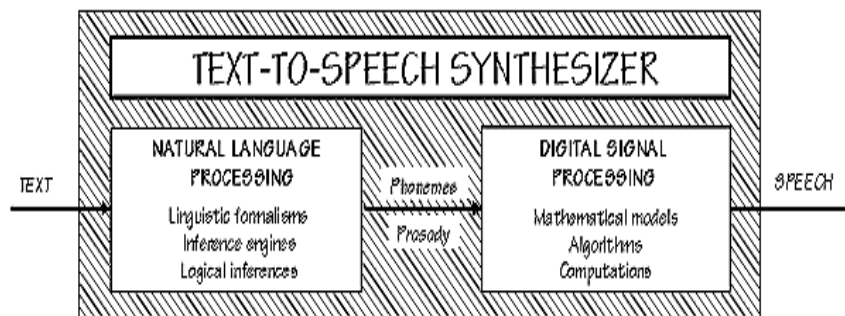 TEXT-TO-SPEECH SYNTHESIZER
TEXT
NATURAL LANGUAGE
PROCESSING
Linguistic formalisms
Inference engines
Logical inferences
Phonemes
Prosody
DIGITAL SIGNAL
PROCESSING
Mathematical models
Algorithms
Computations
SPEECH